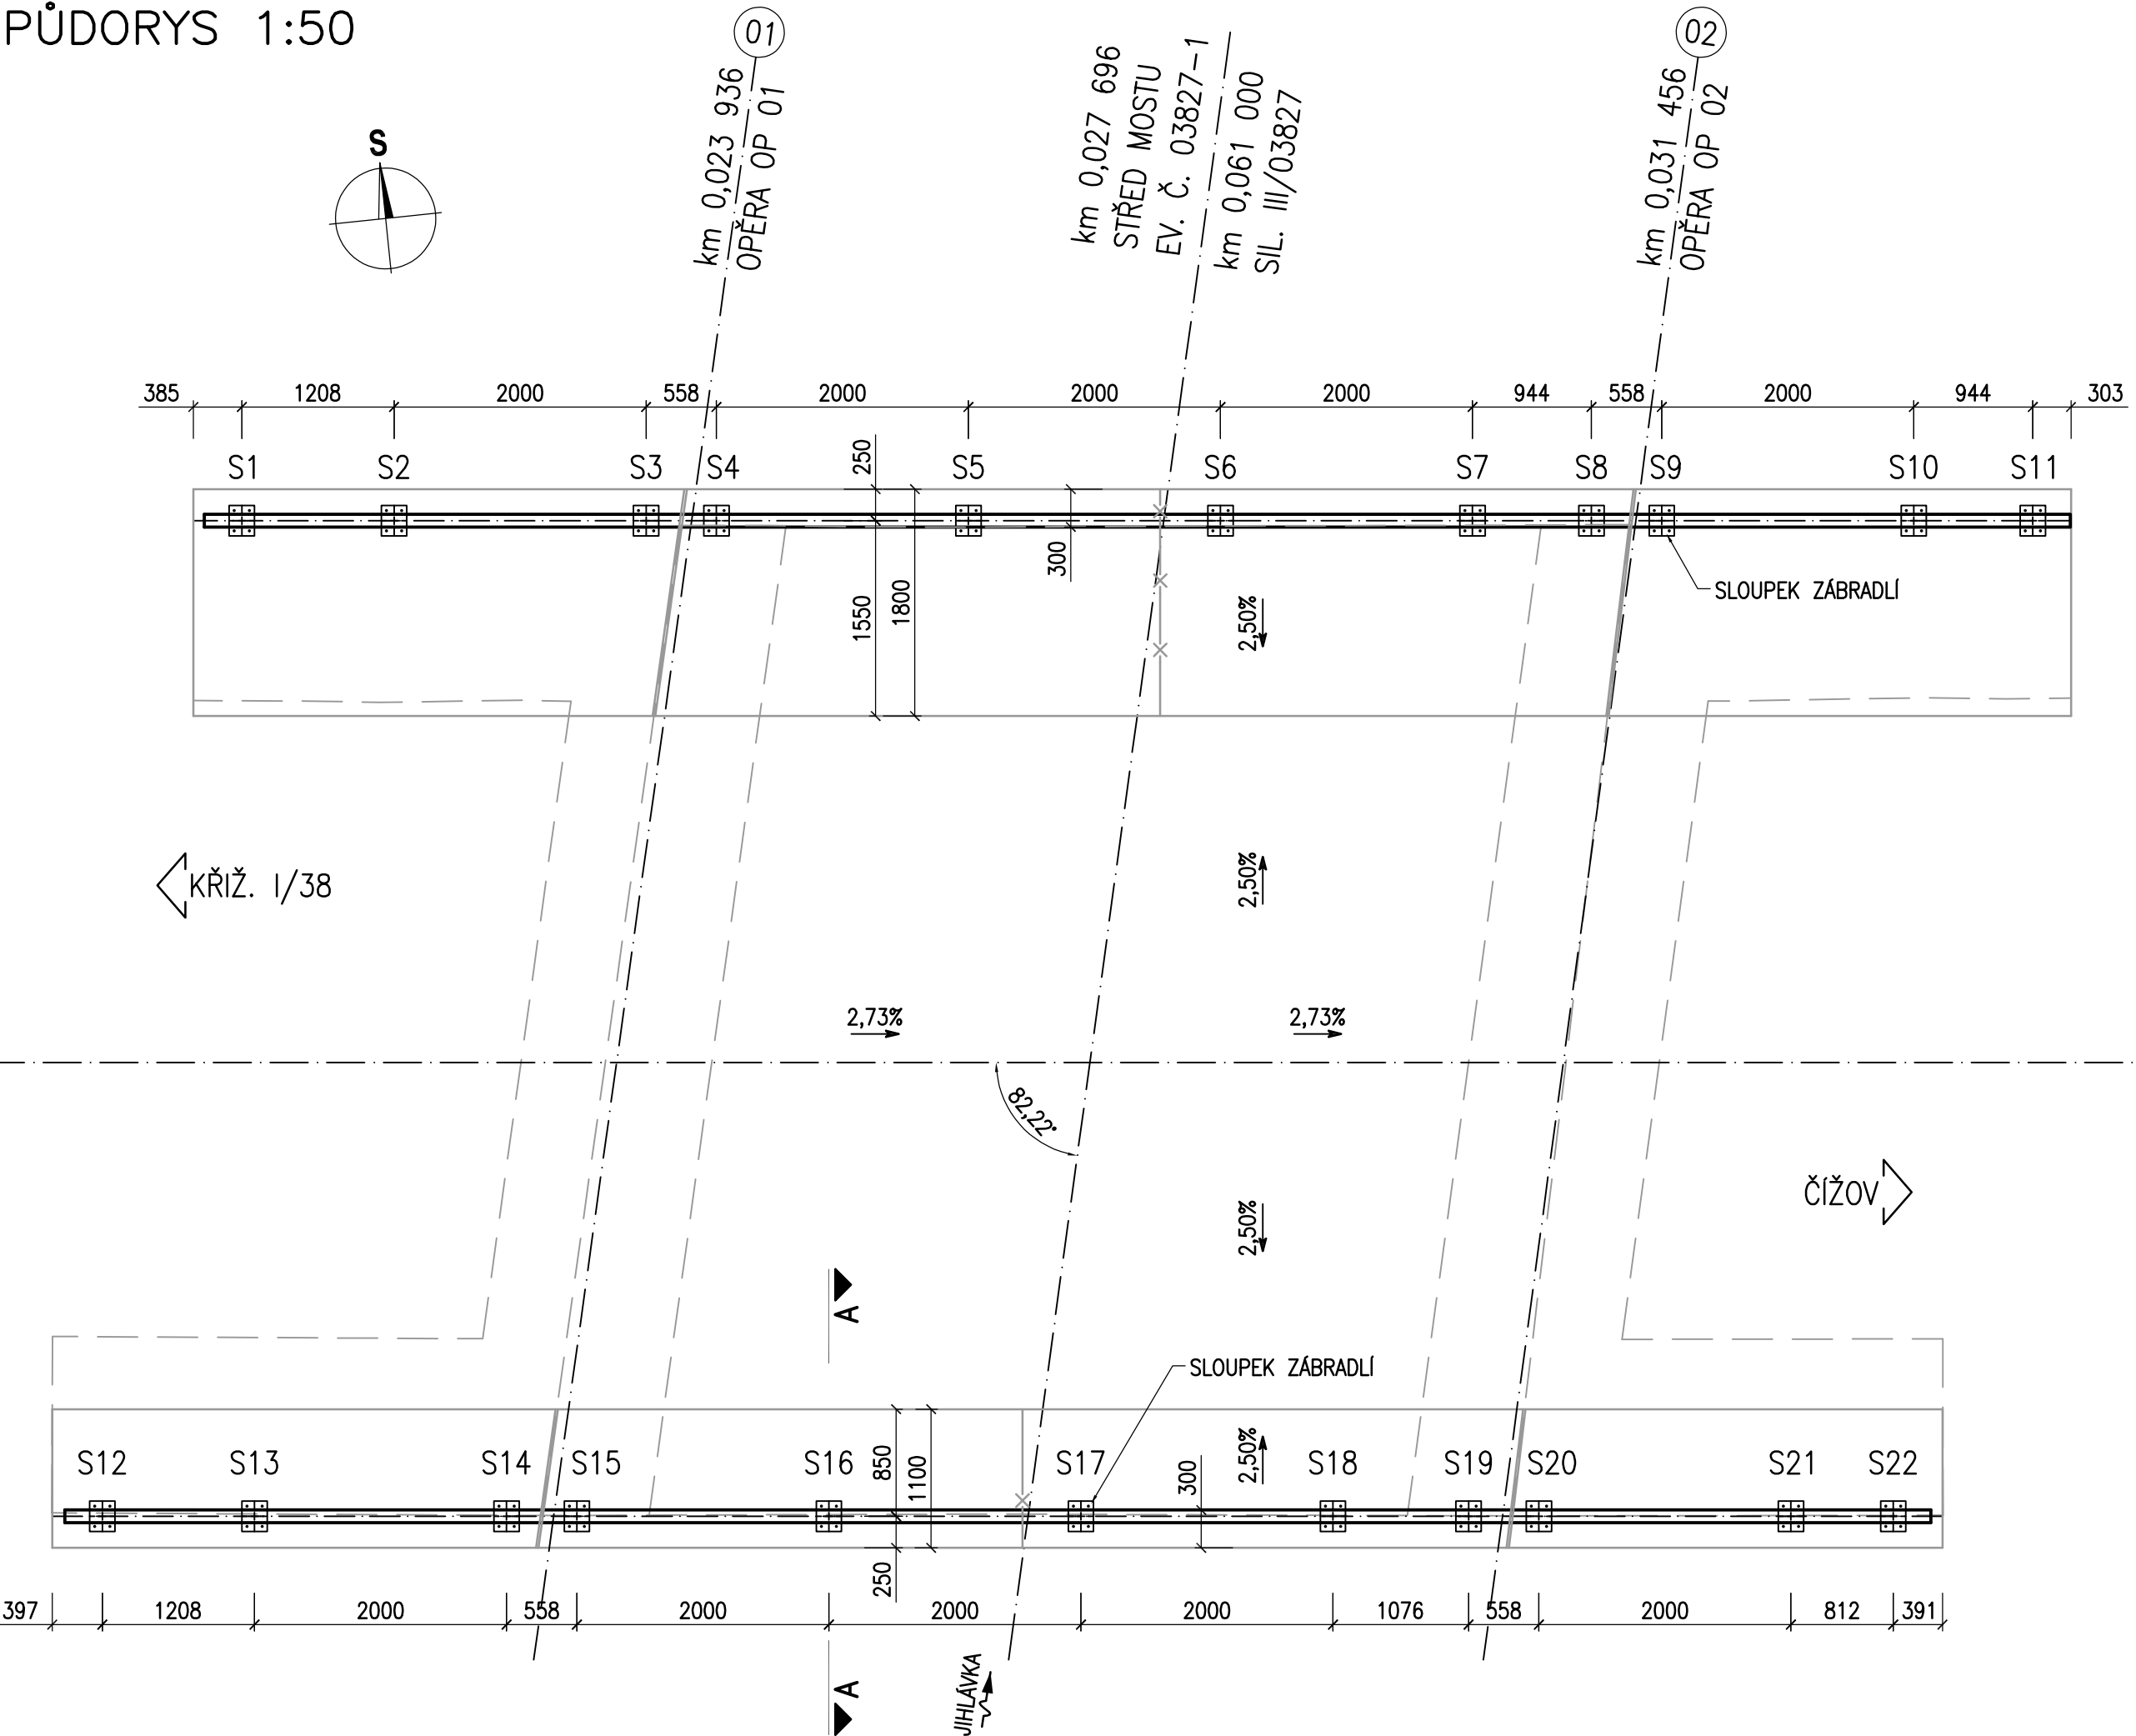 PŮDORYS 1:50
S
01
km 0,023 936
OPĚRA OP 01
km 0,027 696
STŘED MOSTU
EV. Č. 03827-1
km 0,061 000
SIL. III/03827
02
km 0,031 456
OPĚRA OP 02
385 1208 2000 558 2000 2000 2000 944 558 2000 944 303
S1 S2 S3 S4 S5 S6 S7 S8 S9 S10 S11
250
300
1550
1800
2,50%
SLOUPEK ZÁBRADLÍ
KŘIŽ. I/38
2,50%
2,73% 2,73%
82,22°
ČÍŽOV
2,50%
A
SLOUPEK ZÁBRADLÍ
850
1100
2,50%
300
S12 S13 S14 S15 S16 S17 S18 S19 S20 S21 S22
250
397 1208 2000 558 2000 2000 2000 1076 558 2000 812 391
A
JIHLÁVKA